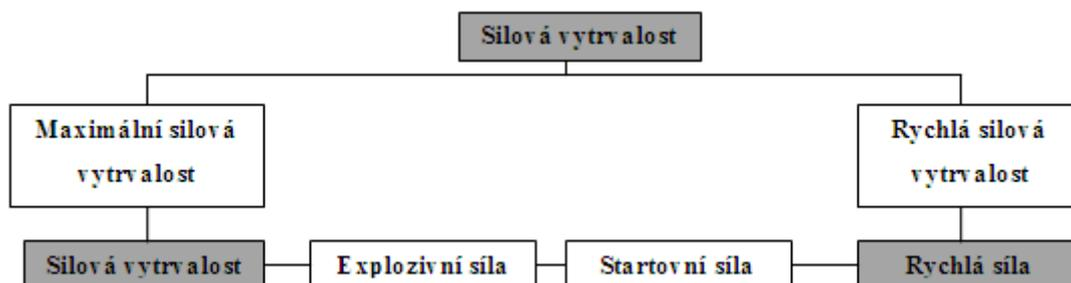 Silová vytrvalost
Maximální silová
vytrvalost
Rychlá silová
vytrvalost
Silová vytrvalost
Explozivní síla
Startovní síla
Rychlá síla